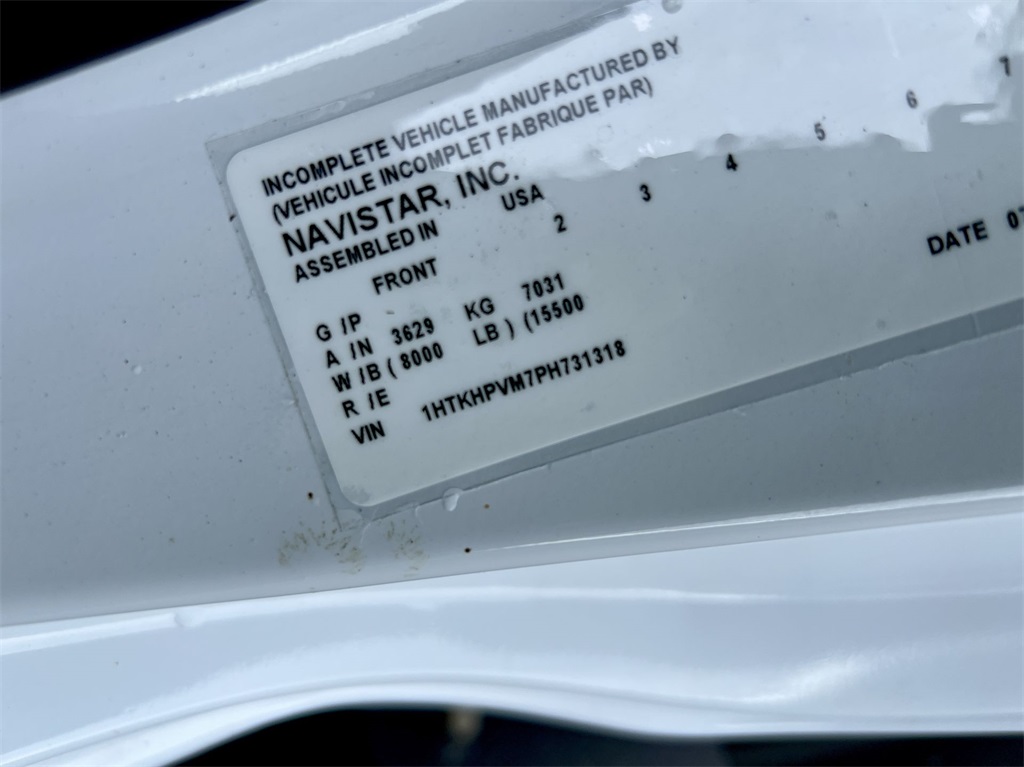 INCOMPLETE VEHICLE MANUFACTURED BY
(VEHICULE INCOMPLET FABRIQUE PAR)
NAVISTAR, INC.
ASSEMBLED IN USA
FRONT 2 3 4 5 6 7
G /P
A /N 3629 KG 7031
W /B ( 8000 LB ) (15500
R /E
VIN 1HTKHPVM7PH731318
DATE 07